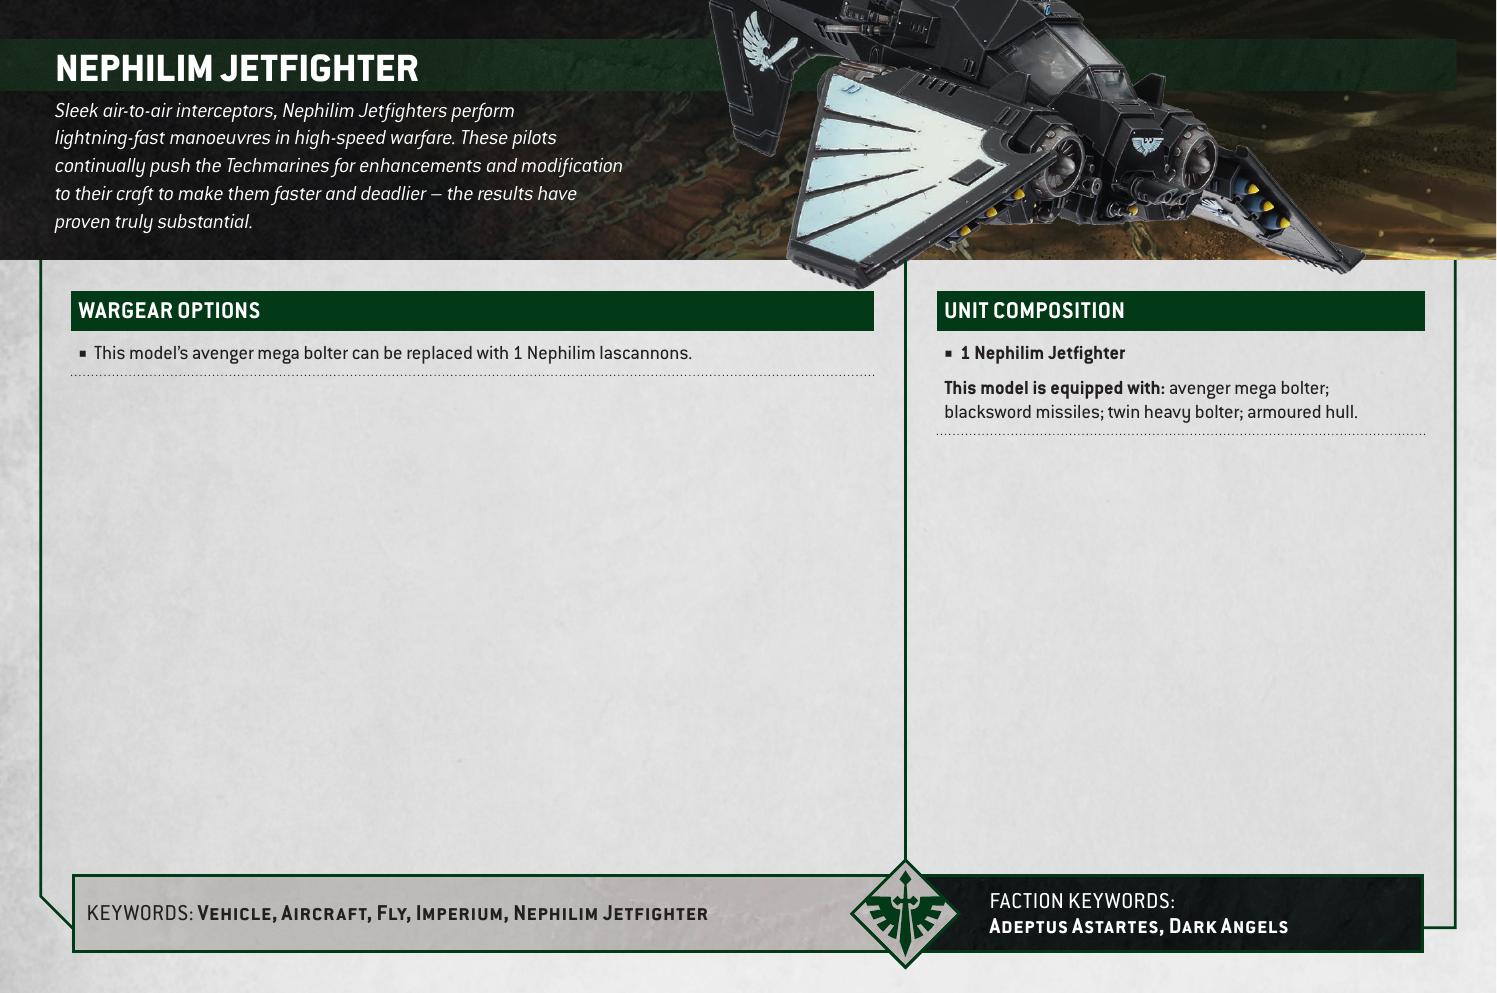 NEPHILIM JETFIGHTER
Sleek air-to-air interceptors, Nephilim Jetfighters perform
lightning-fast manoeuvres in high-speed warfare. These pilots
continually push the Techmarines for enhancements and modification
to their craft to make them faster and deadlier – the results have
proven truly substantial.
WARGEAR OPTIONS
▪ This model’s avenger mega bolter can be replaced with 1 Nephilim lascannons.
UNIT COMPOSITION
▪ 1 Nephilim Jetfighter
This model is equipped with: avenger mega bolter;
blacksword missiles; twin heavy bolter; armoured hull.
KEYWORDS: Vehicle, Aircraft, Fly, Imperium, Nephilim Jetfighter
FACTION KEYWORDS:
Adeptus Astartes, Dark Angels